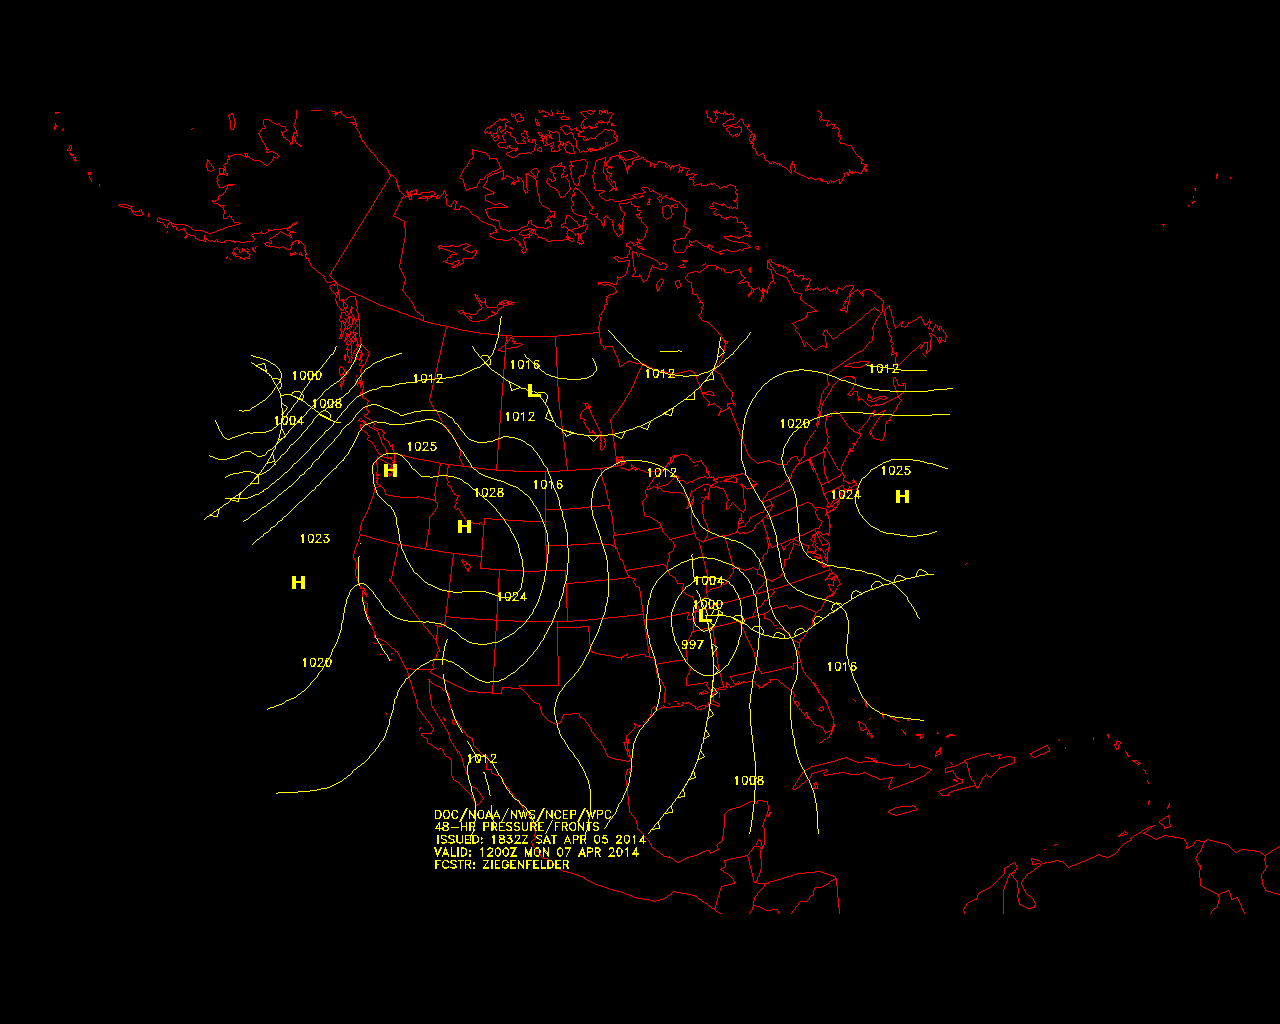 1016
1012
1012
1012
1000
1008
1004
L
1012
1020
1025
1025
H
1012
1028
1016
1024
H
H
1023
1004
1024
1000
L
997
1020
1016
H
1012
1008
DOC/NOAA/NWS/NCEP/WPC
48-HR PRESSURE/FRONTS
ISSUED: 1832Z SAT APR 05 2014
VALID: 1200Z MON 07 APR 2014
FCSTR: ZIEGENFELDER